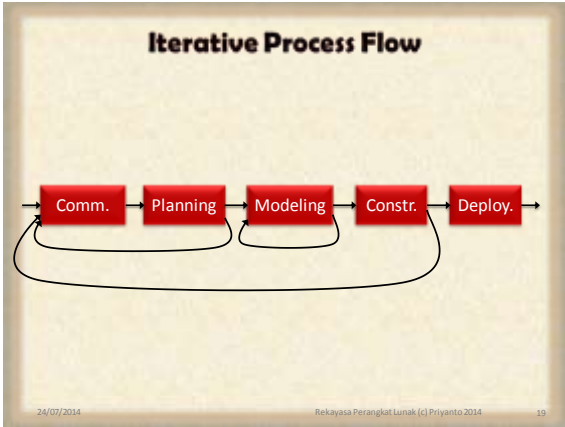 Iterative Process Flow
Comm.
Planning
Modeling
Constr.
Deploy.
24/07/2014
Rekayasa Perangkat Lunak (c) Priyanto 2014
19